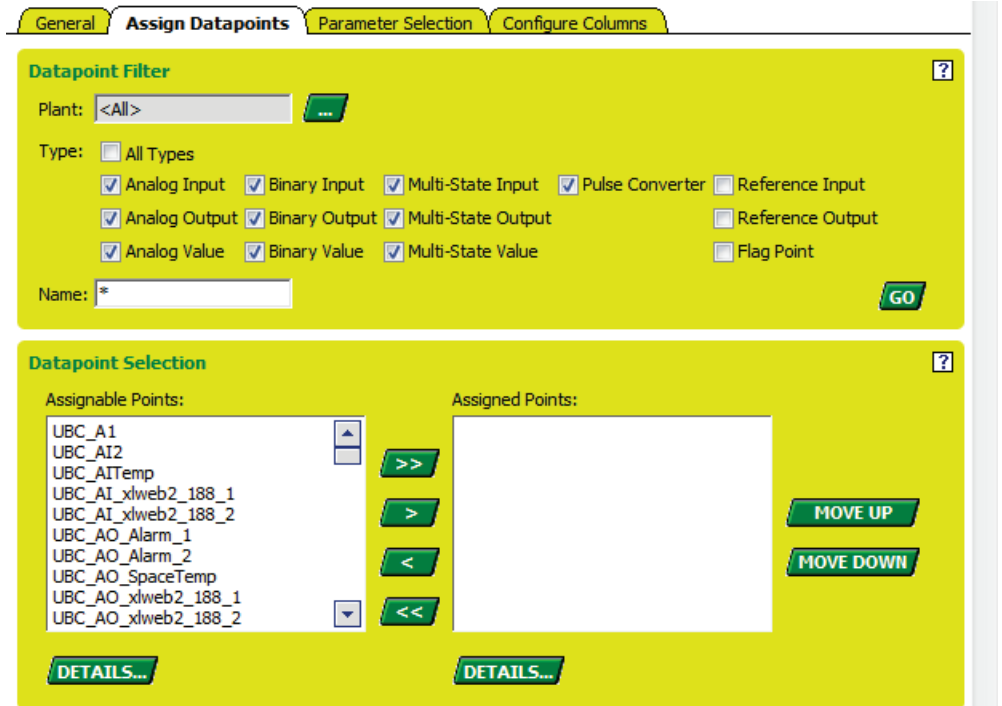 General Assign Datapoints Parameter Selection Configure Columns
Datapoint Filter ?
Plant: <All> ...
Type: All Types
Analog Input Binary Input Multi-State Input Pulse Converter Reference Input
Analog Output Binary Output Multi-State Output Reference Output
Analog Value Binary Value Multi-State Value Flag Point
Name: * GO
Datapoint Selection ?
Assignable Points: Assigned Points:
UBC_A1
UBC_AI2
UBC_AITemp
>>
UBC_AI_xlweb2_188_1
UBC_AI_xlweb2_188_2
> MOVE UP
UBC_AO_Alarm_1
UBC_AO_Alarm_2
< MOVE DOWN
UBC_AO_SpaceTemp
UBC_AO_xlweb2_188_1
UBC_AO_xlweb2_188_2
<<
DETAILS... DETAILS...